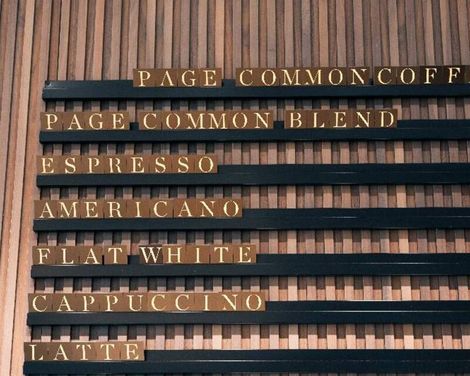 PAGE COMMON COFF
PAGE COMMON BLEND
ESPRESSO
AMERICANO
FLAT WHITE
CAPPUCCINO
LATTE